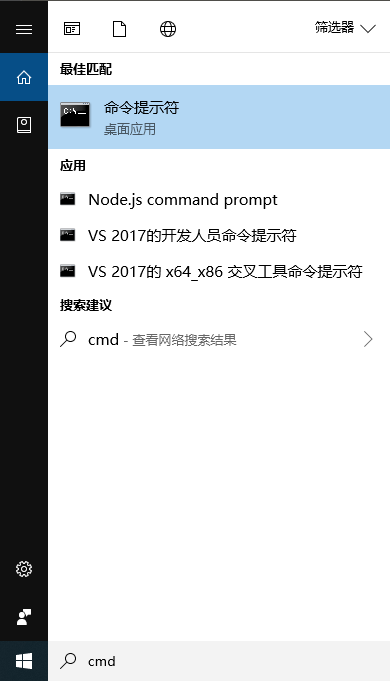 筛选器
最佳匹配
命令提示符
桌面应用
应用
Node.js command prompt
VS 2017的开发人员命令提示符
VS 2017的 x64_x86 交叉工具命令提示符
搜索建议
cmd - 查看网络搜索结果
cmd